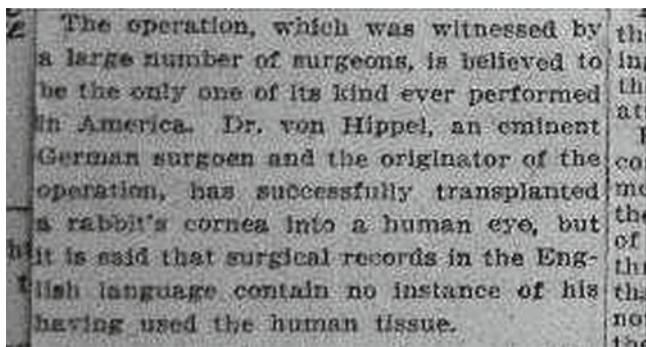 The operation, which was witnessed by
a large number of surgeons, is believed to
be the only one of its kind ever performed
in America. Dr. von Hippel, an eminent
German surgoen and the originator of the
operation, has successfully transplanted
a rabbit's cornea into a human eye, but
it is said that surgical records in the Eng-
lish language contain no instance of his
having used the human tissue.